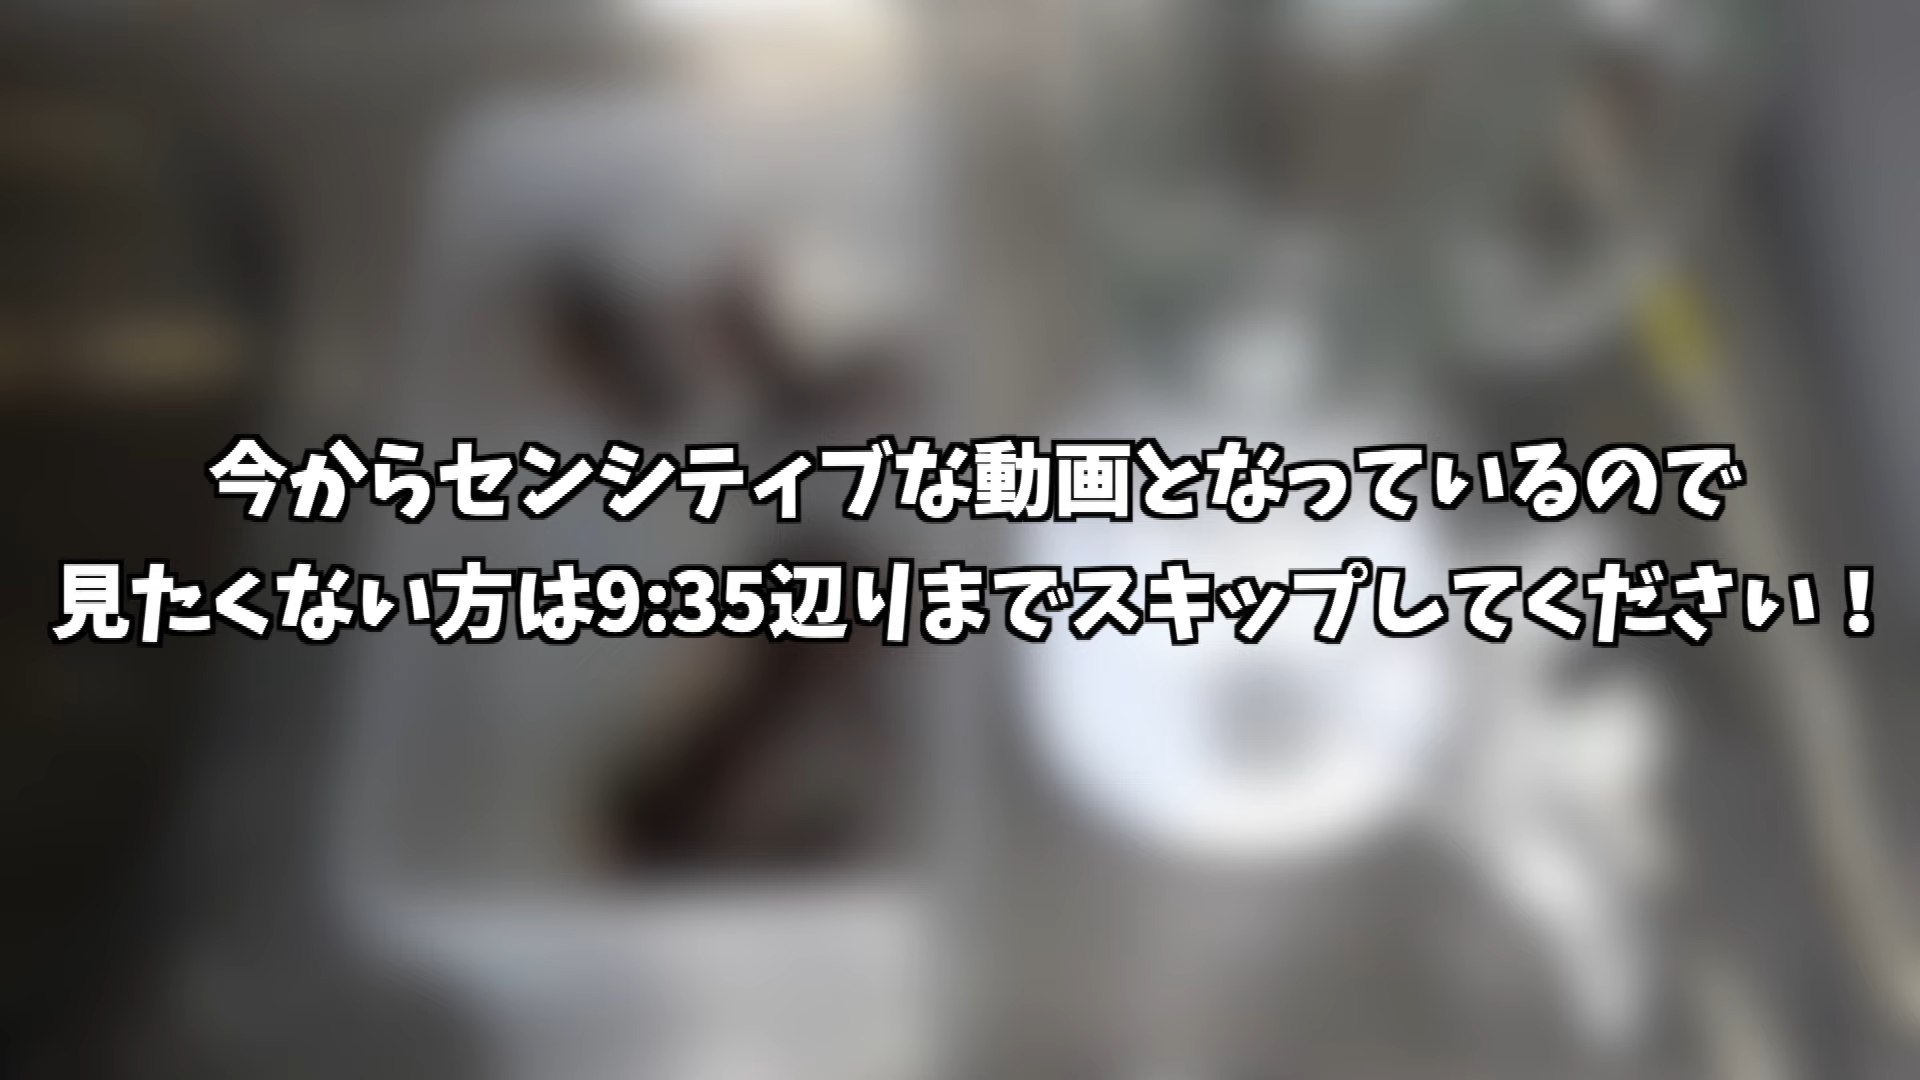 今からセンシティブな動画となっているので
見たくない方は9:35辺りまでスキップしてください！